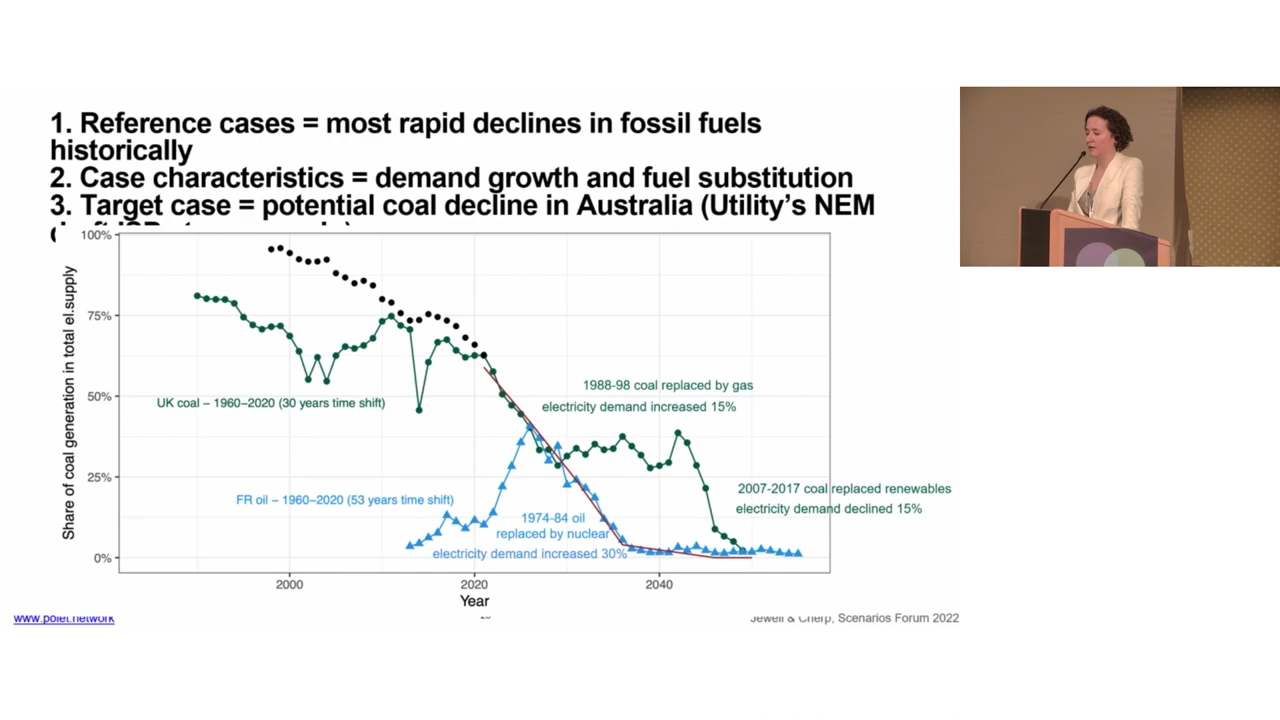 1. Reference cases = most rapid declines in fossil fuels
historically
2. Case characteristics = demand growth and fuel substitution
3. Target case = potential coal decline in Australia (Utility's NEM
100%
75%
50%
25%
0%
Share of coal generation in total el.supply
UK coal – 1960–2020 (30 years time shift)
1988-98 coal replaced by gas
electricity demand increased 15%
FR oil – 1960–2020 (53 years time shift)
1974-84 oil
replaced by nuclear
electricity demand increased 30%
2007-2017 coal replaced renewables
electricity demand declined 15%
2000
2020
2040
Year
www.polet.network
Jewell & Cherp, Scenarios Forum 2022